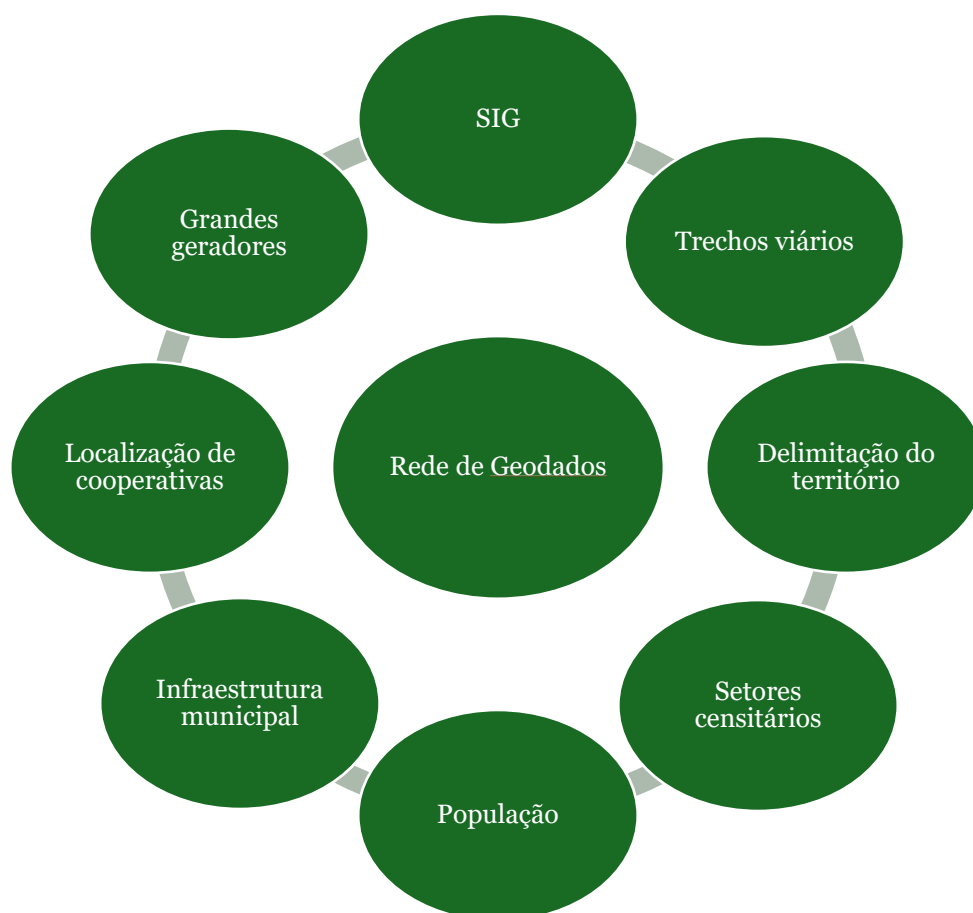 SIG
Trechos viários
Delimitação do
território
Setores
censitários
População
Infraestrutura
municipal
Localização de
cooperativas
Grandes
geradores
Rede de Geodados